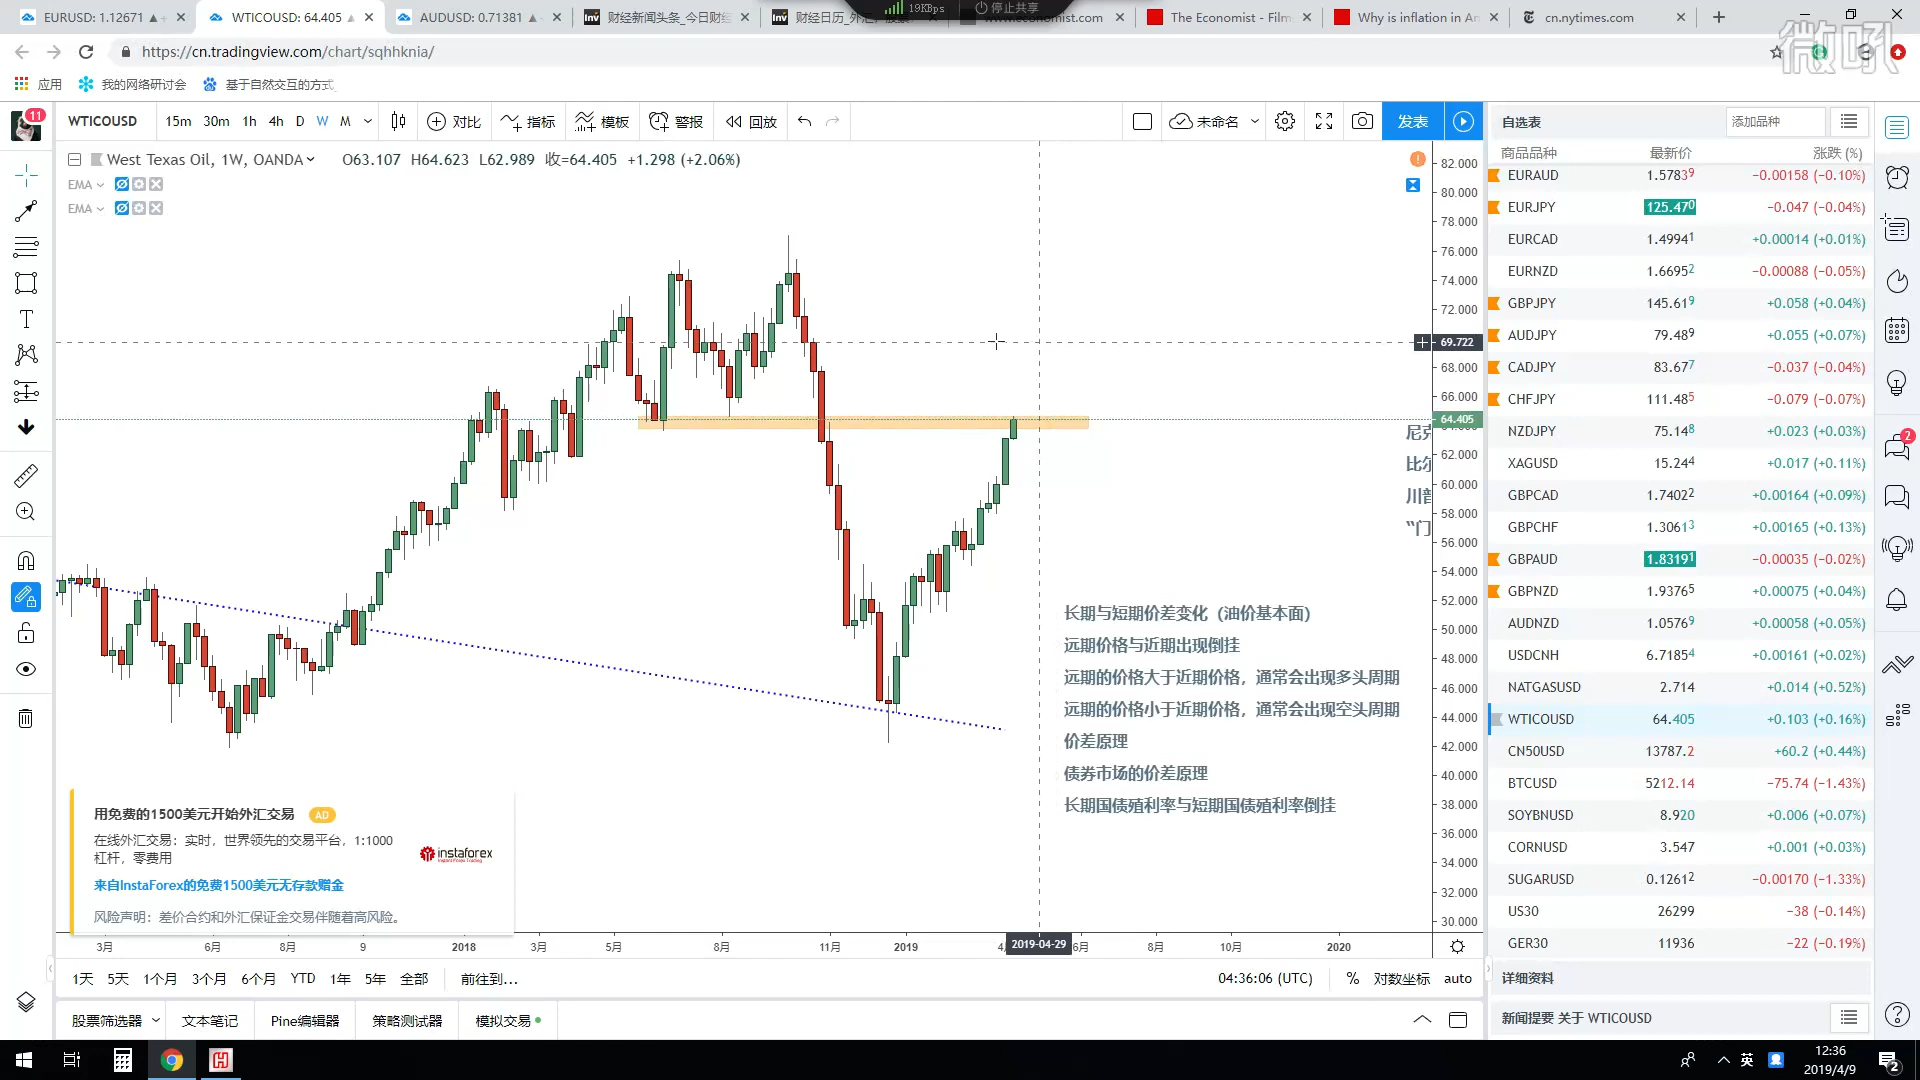 EURUSD: 1.12671
WTICOUSD: 64.405
AUDUSD: 0.71381
财经新闻头条_今日财经
财经日历_外汇，股票
www.economist.com
The Economist - Film
Why is inflation in Ar
cn.nytimes.com
19KBps
停止共享
微吼
https://cn.tradingview.com/chart/sqhhknia/
应用
我的网络研讨会
基于自然交互的方式
11
WTICOUSD
15m 30m 1h 4h D W M
对比
指标
模板
警报
回放
未命名
发表
West Texas Oil, 1W, OANDA
O63.107 H64.623 L62.989 收=64.405 +1.298 (+2.06%)
EMA
EMA
82.000
80.000
78.000
76.000
74.000
72.000
69.722
68.000
66.000
64.405
62.000
60.000
58.000
56.000
54.000
52.000
50.000
48.000
46.000
44.000
42.000
40.000
38.000
36.000
34.000
32.000
30.000
川
“门
长期与短期价差变化（油价基本面）
远期价格与近期出现倒挂
远期的价格大于近期价格，通常会出现多头周期
远期的价格小于近期价格，通常会出现空头周期
价差原理
债券市场的价差原理
长期国债殖利率与短期国债殖利率倒挂
用免费的1500美元开始外汇交易 AD
在线外汇交易：实时，世界领先的交易平台，1:1000
杠杆，零费用
instaforex
Instant Forex Trading
来自InstaForex的免费1500美元无存款赠金
风险声明：差价合约和外汇保证金交易伴随着高风险。
3月 6月 8月 9 2018 3月 5月 8月 11月 2019 2019-04-29 6月 8月 10月 2020
1天 5天 1个月 3个月 6个月 YTD 1年 5年 全部 前往到...
04:36:06 (UTC) % 对数坐标 auto
股票筛选器 文本笔记 Pine编辑器 策略测试器 模拟交易
自选表 添加品种
商品品种 最新价 涨跌 (%)
EURAUD 1.57839 −0.00158 (−0.10%)
EURJPY 125.470 −0.047 (−0.04%)
EURCAD 1.49941 +0.00014 (+0.01%)
EURNZD 1.66952 −0.00088 (−0.05%)
GBPJPY 145.619 +0.058 (+0.04%)
AUDJPY 79.489 +0.055 (+0.07%)
CADJPY 83.677 −0.037 (−0.04%)
CHFJPY 111.485 −0.079 (−0.07%)
NZDJPY 75.148 +0.023 (+0.03%)
XAGUSD 15.244 +0.017 (+0.11%)
GBPCAD 1.74022 +0.00164 (+0.09%)
GBPCHF 1.30613 +0.00165 (+0.13%)
GBPAUD 1.83191 −0.00035 (−0.02%)
GBPNZD 1.93765 +0.00075 (+0.04%)
AUDNZD 1.05769 +0.00058 (+0.05%)
USDCNH 6.71854 +0.00161 (+0.02%)
NATGASUSD 2.714 +0.014 (+0.52%)
WTICOUSD 64.405 +0.103 (+0.16%)
CN50USD 13787.2 +60.2 (+0.44%)
BTCUSD 5212.14 −75.74 (−1.43%)
SOYBNUSD 8.920 +0.006 (+0.07%)
CORNUSD 3.547 +0.001 (+0.03%)
SUGARUSD 0.12612 −0.00170 (−1.33%)
US30 26299 −38 (−0.14%)
GER30 11936 −22 (−0.19%)
详细资料
新闻提要 关于 WTICOUSD
2
英
12:36
2019/4/9
2